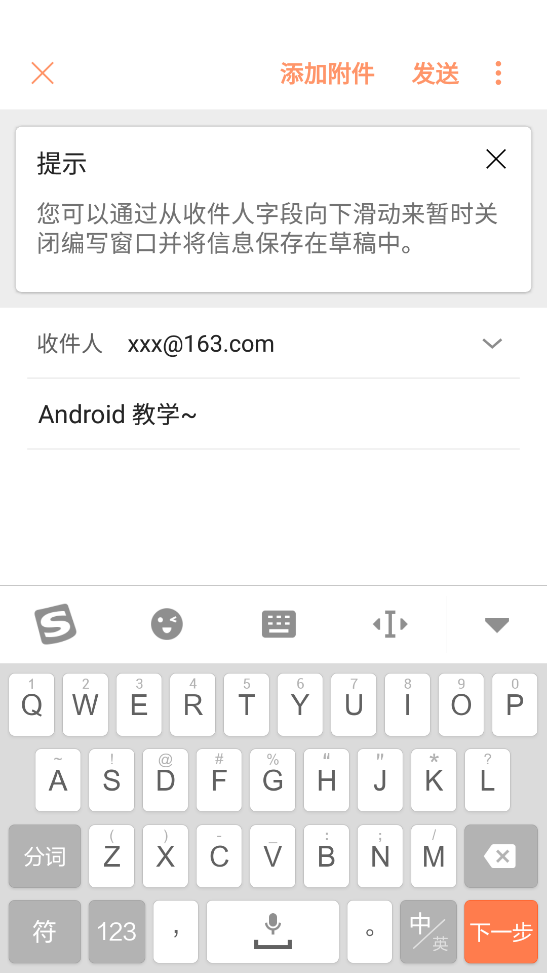 添加附件 发送
提示
您可以通过从收件人字段向下滑动来暂时关
闭编写窗口并将信息保存在草稿中。
收件人 xxx@163.com
Android 教学~
S
1 2 3 4 5 6 7 8 9 0
Q W E R T Y U I O P
~ ! @ # % “ " * ?
A S D F G H J K L
( ) - _ : ; /
分词 Z X C V B N M
符 123 , 。 中/英 下一步